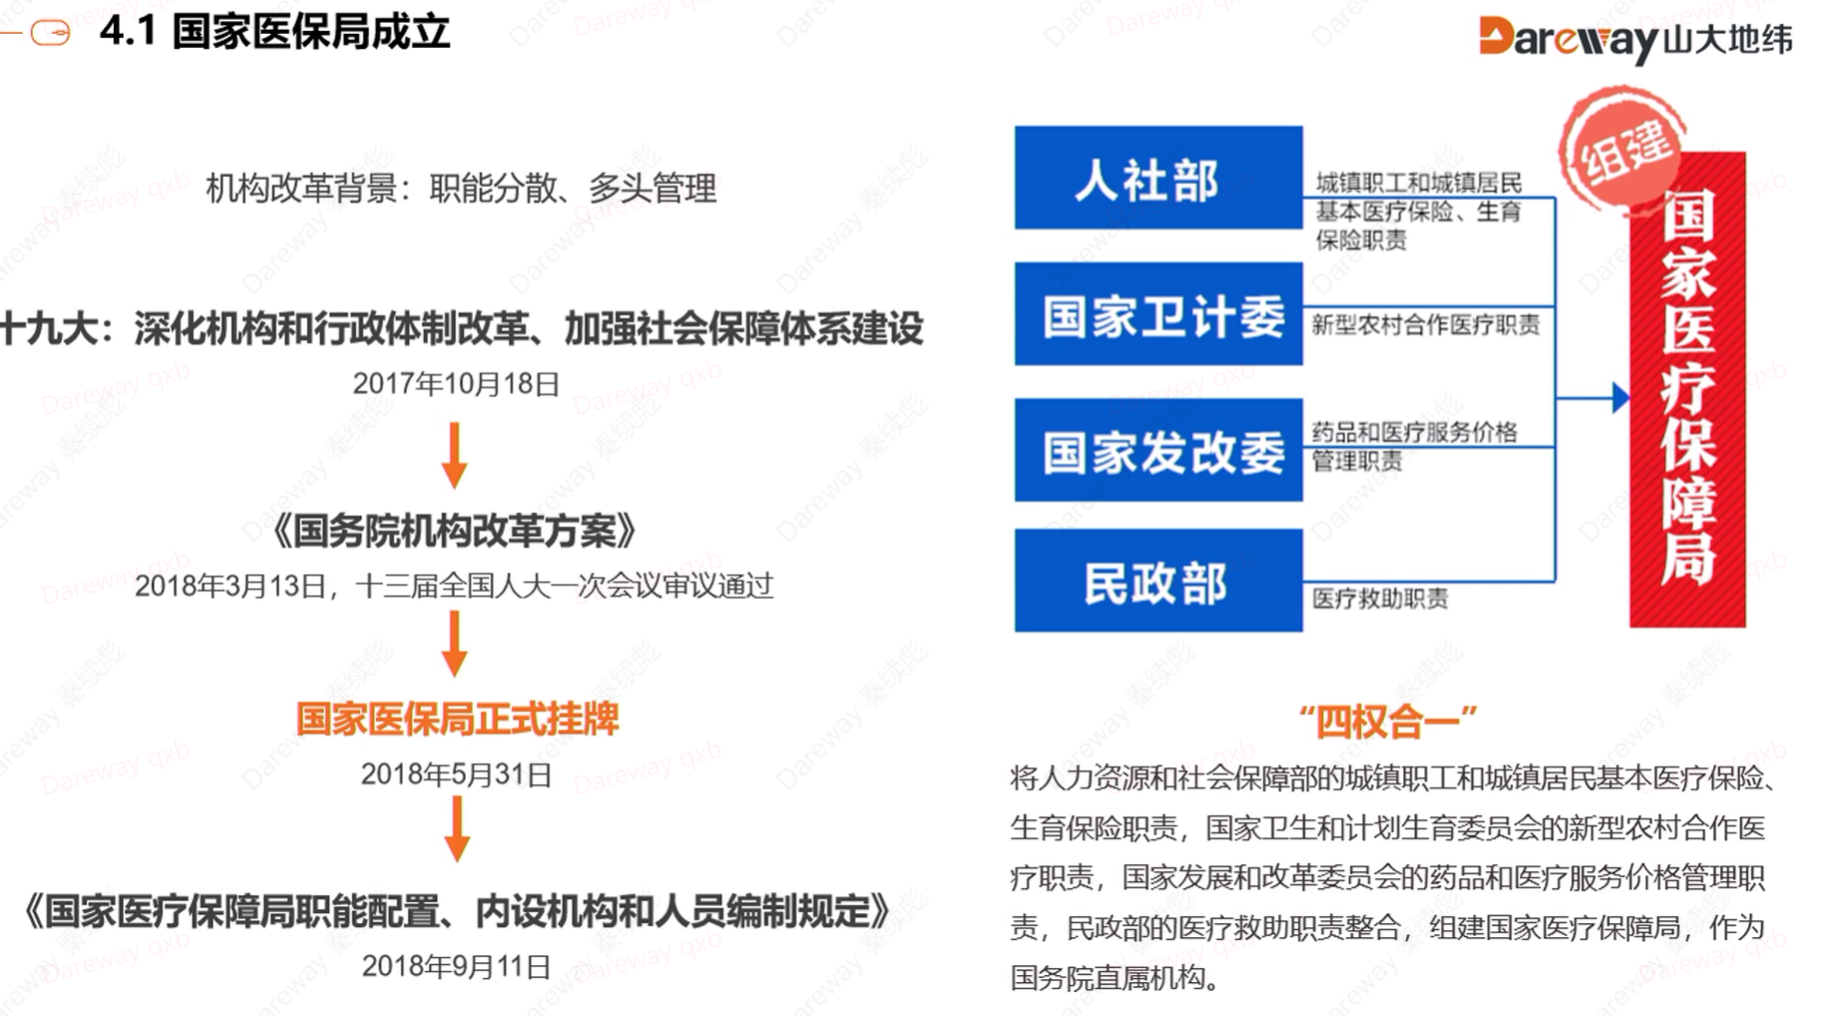 4.1 国家医保局成立
Dareway山大地纬
机构改革背景：职能分散、多头管理
十九大：深化机构和行政体制改革、加强社会保障体系建设
2017年10月18日
《国务院机构改革方案》
2018年3月13日，十三届全国人大一次会议审议通过
国家医保局正式挂牌
2018年5月31日
《国家医疗保障局职能配置、内设机构和人员编制规定》
2018年9月11日
人社部
城镇职工和城镇居民
基本医疗保险、生育
保险职责
国家卫计委
新型农村合作医疗职责
国家发改委
药品和医疗服务价格
管理职责
民政部
医疗救助职责
组建
国家医疗保障局
“四权合一”
将人力资源和社会保障部的城镇职工和城镇居民基本医疗保险、
生育保险职责，国家卫生和计划生育委员会的新型农村合作医
疗职责，国家发展和改革委员会的药品和医疗服务价格管理职
责，民政部的医疗救助职责整合，组建国家医疗保障局，作为
国务院直属机构。
Dareway qxb
Dareway 秦续彪